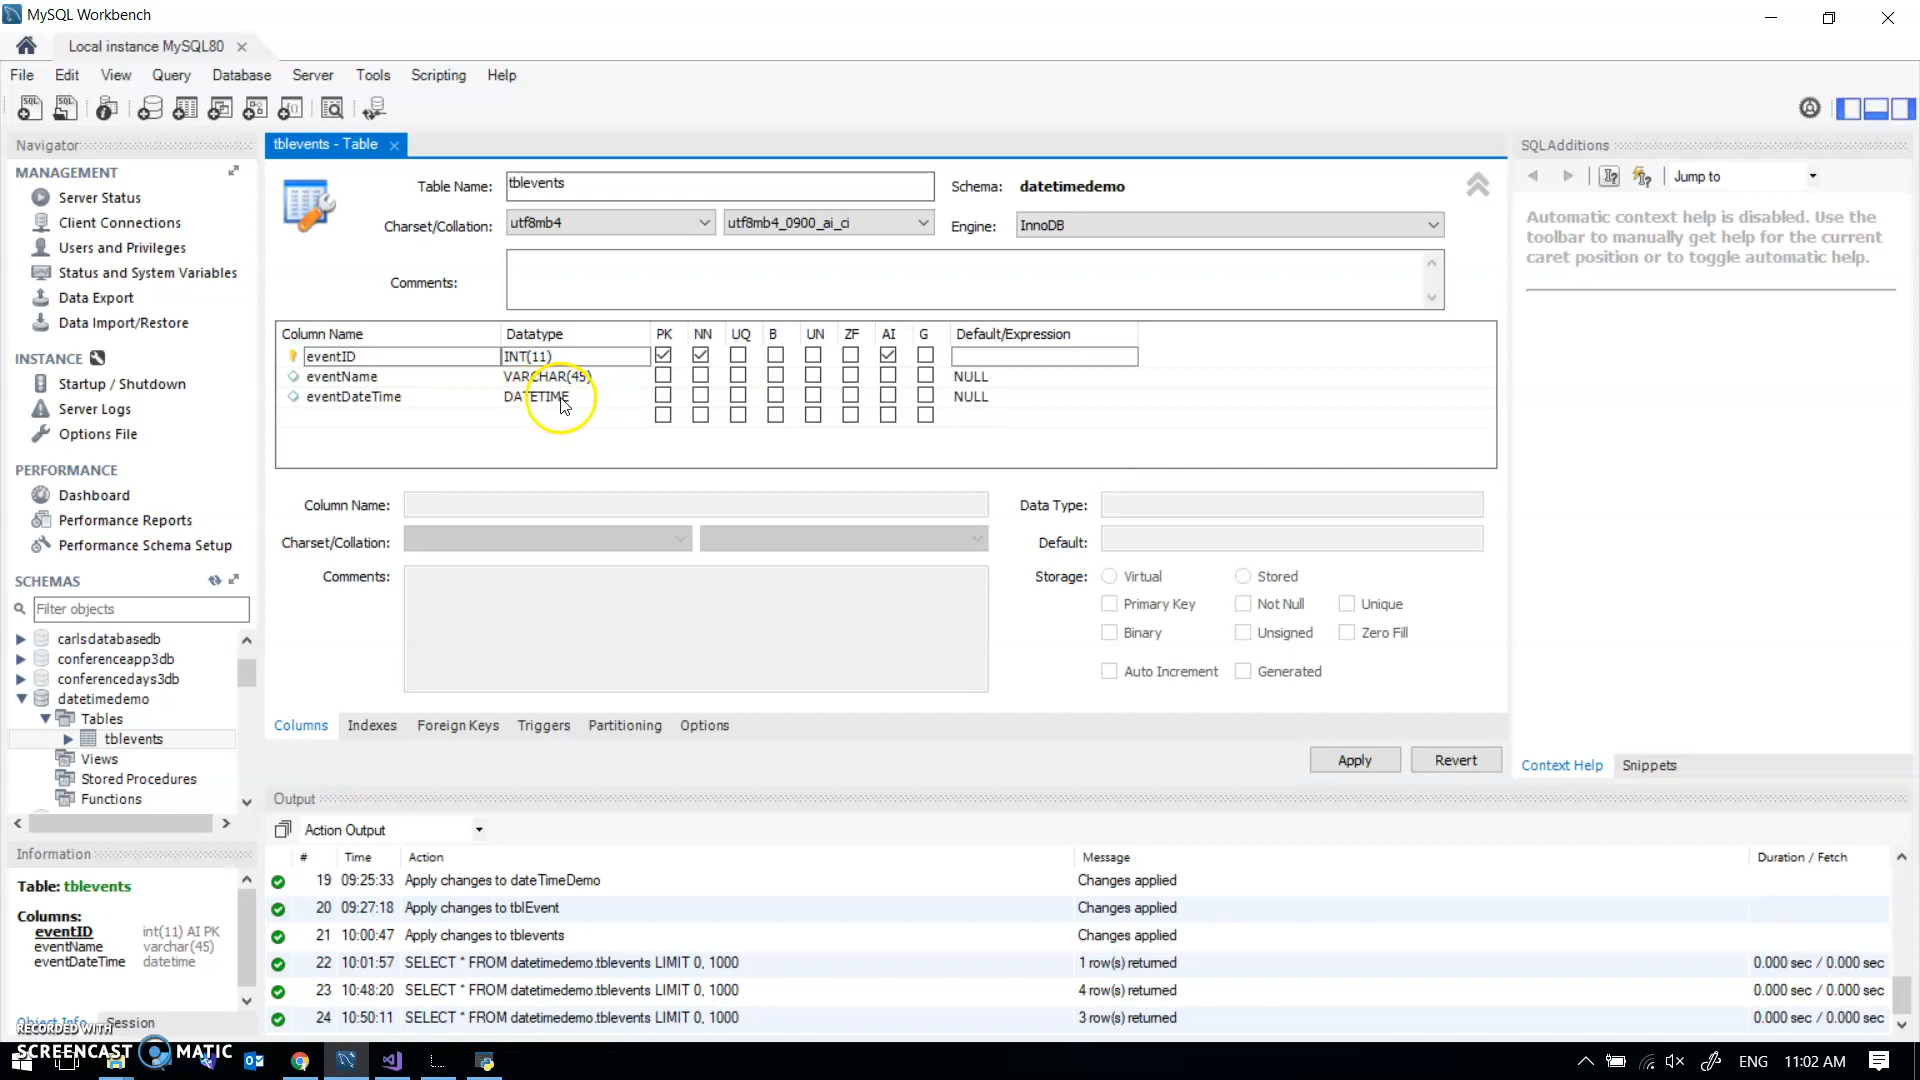 MySQL Workbench
Local instance MySQL80
File Edit View Query Database Server Tools Scripting Help
Navigator
MANAGEMENT
Server Status
Client Connections
Users and Privileges
Status and System Variables
Data Export
Data Import/Restore
INSTANCE
Startup / Shutdown
Server Logs
Options File
PERFORMANCE
Dashboard
Performance Reports
Performance Schema Setup
SCHEMAS
Filter objects
carlsdatabasedb
conferenceapp3db
conferencedays3db
datetimedemo
Tables
tblevents
Views
Stored Procedures
Functions
Information
Table: tblevents
Columns:
eventID int(11) AI PK
eventName varchar(45)
eventDateTime datetime
Object Info Session
tblevents - Table
Table Name: tblevents Schema: datetimedemo
Charset/Collation: utf8mb4 utf8mb4_0900_ai_ci Engine: InnoDB
Comments:
Column Name Datatype PK NN UQ B UN ZF AI G Default/Expression
eventID INT(11)
eventName VARCHAR(45) NULL
eventDateTime DATETIME NULL
Column Name: Data Type:
Charset/Collation: Default:
Comments: Storage: Virtual Stored
Primary Key Not Null Unique
Binary Unsigned Zero Fill
Auto Increment Generated
Columns Indexes Foreign Keys Triggers Partitioning Options
Apply Revert
SQLAdditions
Jump to
Automatic context help is disabled. Use the
toolbar to manually get help for the current
caret position or to toggle automatic help.
Context Help Snippets
Output
Action Output
# Time Action Message Duration / Fetch
19 09:25:33 Apply changes to dateTimeDemo Changes applied
20 09:27:18 Apply changes to tblEvent Changes applied
21 10:00:47 Apply changes to tblevents Changes applied
22 10:01:57 SELECT * FROM datetimedemo.tblevents LIMIT 0, 1000 1 row(s) returned 0.000 sec / 0.000 sec
23 10:48:20 SELECT * FROM datetimedemo.tblevents LIMIT 0, 1000 4 row(s) returned 0.000 sec / 0.000 sec
24 10:50:11 SELECT * FROM datetimedemo.tblevents LIMIT 0, 1000 3 row(s) returned 0.000 sec / 0.000 sec
RECORDED WITH
SCREENCAST MATIC
ENG 11:02 AM